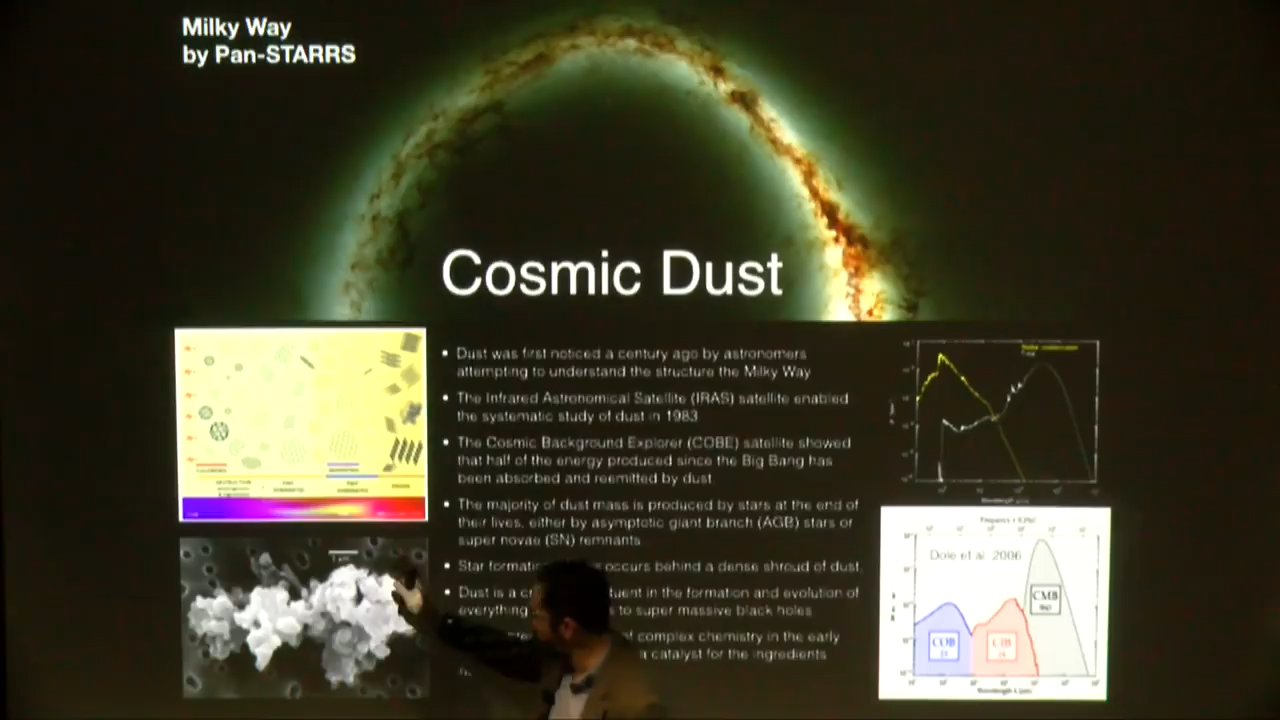 Milky Way
by Pan-STARRS
Cosmic Dust
• Dust was first noticed a century ago by astronomers
attempting to understand the structure the Milky Way
• The Infrared Astronomical Satellite (IRAS) satellite enabled
the systematic study of dust in 1983
• The Cosmic Background Explorer (COBE) satellite showed
that half of the energy produced since the Big Bang has
been absorbed and reemitted by dust.
• The majority of dust mass is produced by stars at the end of
their lives, either by asymptotic giant branch (AGB) stars or
super novae (SN) remnants
• Star occurs behind a dense shroud of dust.
• Dust is a in the formation and evolution of
everything to super massive black holes
complex chemistry in the early
a catalyst for the ingredients
Dole et al. 2006
CMB
960
COB
CIB
Wavelength λ [μm]